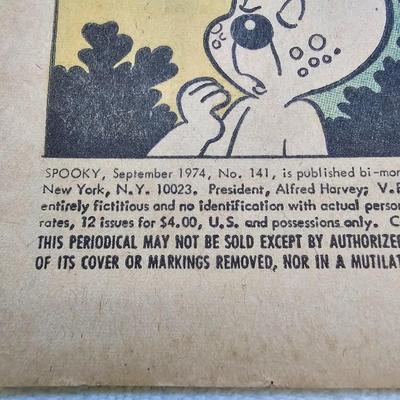 SPOOKY, September 1974, No. 141, is published bi-mon
New York, N.Y. 10023. President, Alfred Harvey; V.
entirely fictitious and no identification with actual person
rates, 12 issues for $4.00, U.S. and possessions only. C
THIS PERIODICAL MAY NOT BE SOLD EXCEPT BY AUTHORIZE
OF ITS COVER OR MARKINGS REMOVED, NOR IN A MUTILAT